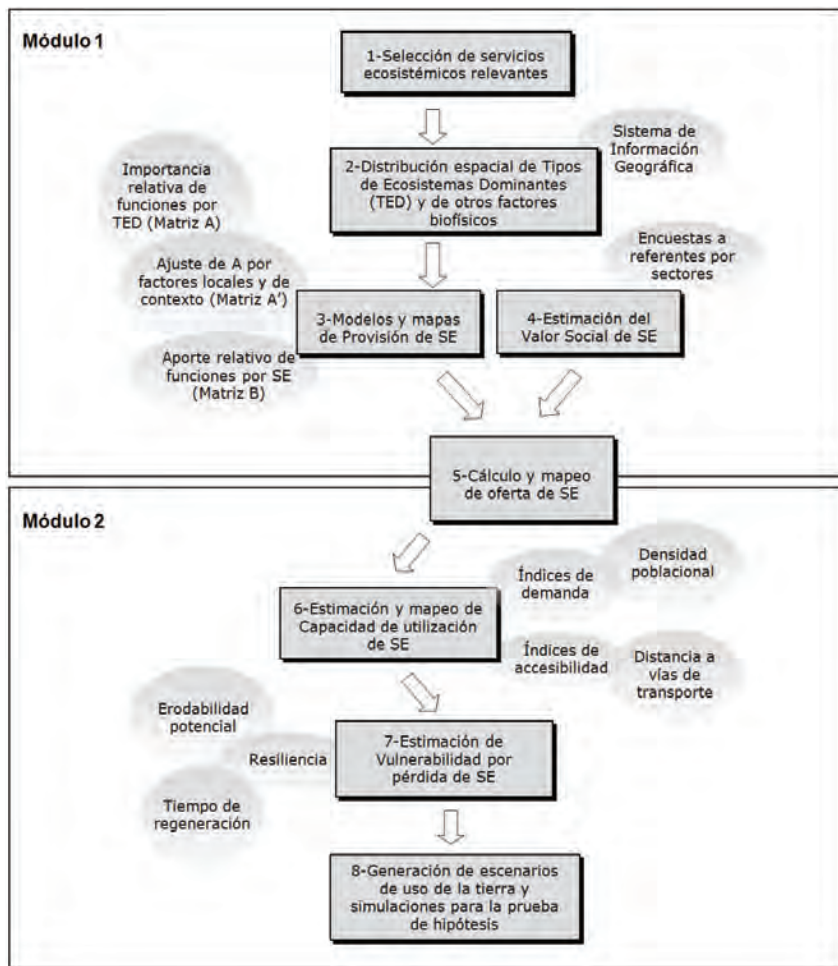 Módulo 1
1-Selección de servicios
ecosistémicos relevantes
Sistema de
Información
Geográfica
2-Distribución espacial de Tipos
de Ecosistemas Dominantes
(TED) y de otros factores
biofísicos
Importancia
relativa de
funciones por
TED (Matriz A)
Encuestas a
referentes por
sectores
Ajuste de A por
factores locales y de
contexto (Matriz A’)
3-Modelos y mapas
de Provisión de SE
4-Estimación del
Valor Social de SE
Aporte relativo de
funciones por SE
(Matriz B)
5-Cálculo y mapeo
de oferta de SE
Módulo 2
Densidad
poblacional
Índices de
demanda
6-Estimación y mapeo de
Capacidad de utilización
de SE
Índices de
accesibilidad
Distancia a
vías de
transporte
Erodabilidad
potencial
Resiliencia
7-Estimación de
Vulnerabilidad por
pérdida de SE
Tiempo de
regeneración
8-Generación de escenarios
de uso de la tierra y
simulaciones para la prueba
de hipótesis